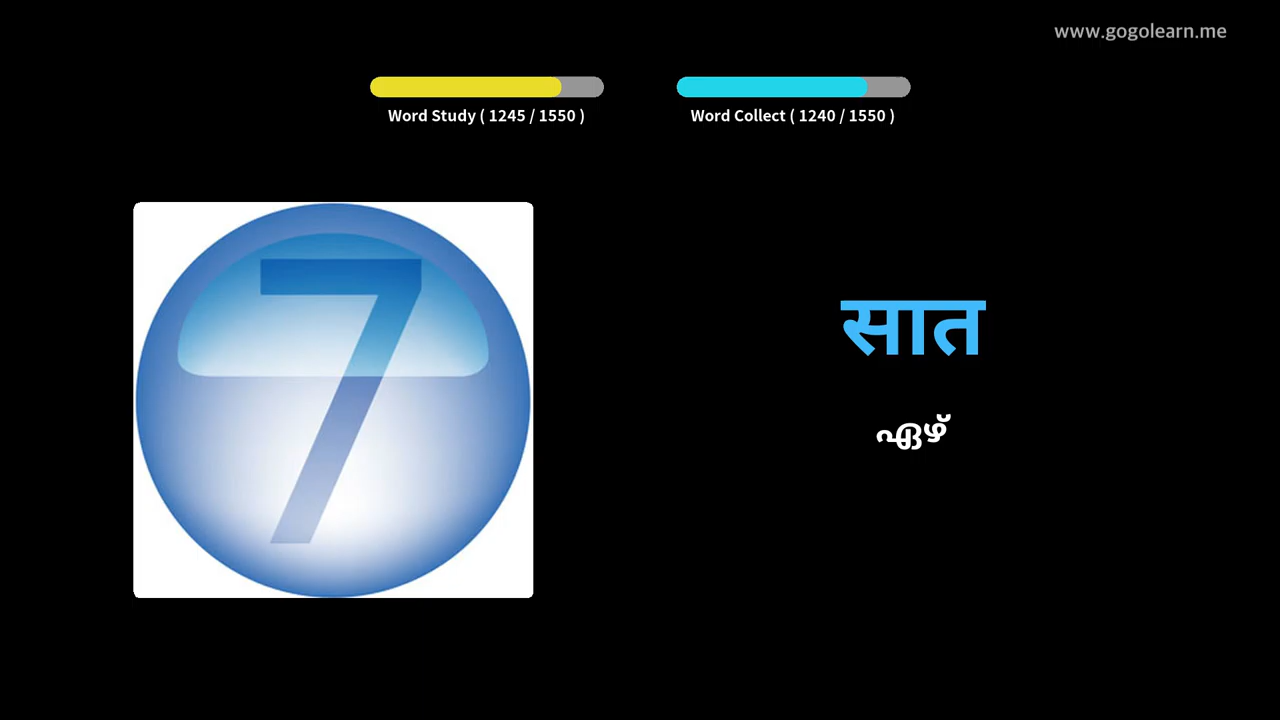 www.gogolearn.me
Word Study ( 1245 / 1550 )
Word Collect ( 1240 / 1550 )
7
सात
ഏഴ്